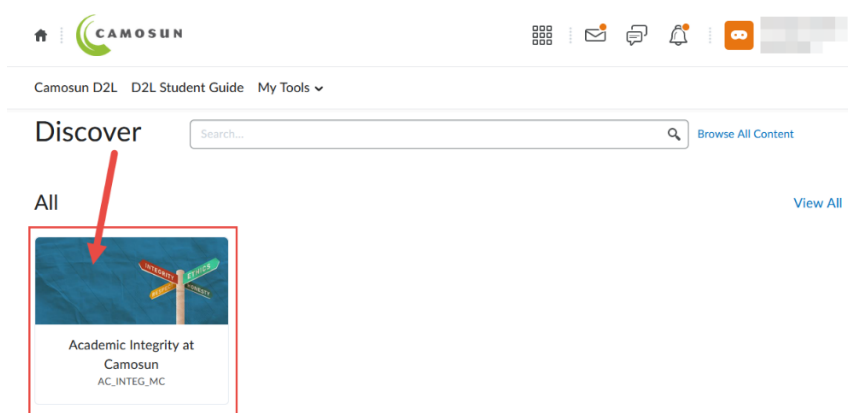 CAMOSUN
Camosun D2L D2L Student Guide My Tools
Discover
Search...
Browse All Content
All
View All
INTEGRITY
ETHICS
RESPECT
HONESTY
Academic Integrity at
Camosun
AC_INTEG_MC